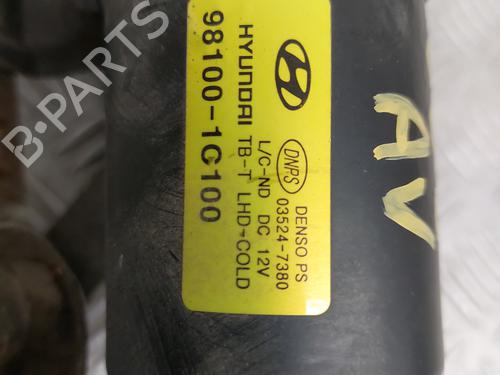 HYUNDAI TB-T LHD-COLD
98100-1C100
DNPS
DENSO PS
03524-7380
L/C-ND DC 12V
AV
B-PARTS